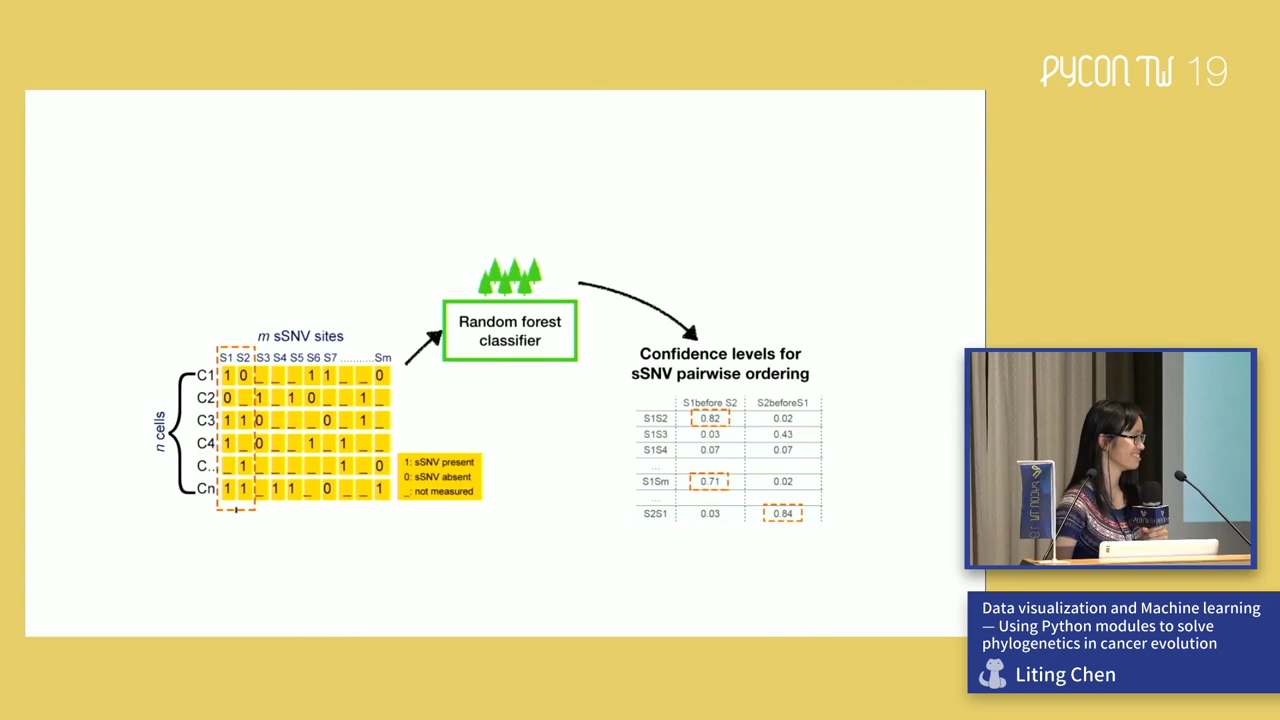 PYCON TW 19
m sSNV sites
S1 S2 S3 S4 S5 S6 S7 .......... Sm
n cells
C1 1 0 _ _ _ 1 1 _ _ 0
C2 0 _ 1 _ 1 0 _ _ 1 _
C3 1 1 0 _ _ _ 0 _ 1 _
C4 1 _ 0 _ _ 1 _ 1 _ _
C.. _ 1 _ _ _ _ _ 1 _ 0
Cn 1 1 _ 1 1 _ 0 _ _ 1
1: sSNV present
0: sSNV absent
_: not measured
Random forest
classifier
Confidence levels for
sSNV pairwise ordering
S1before S2 S2beforeS1
S1S2 0.82 0.02
S1S3 0.03 0.43
S1S4 0.07 0.07
...
S1Sm 0.71 0.02
...
S2S1 0.03 0.84
Data visualization and Machine learning
— Using Python modules to solve
phylogenetics in cancer evolution
Liting Chen